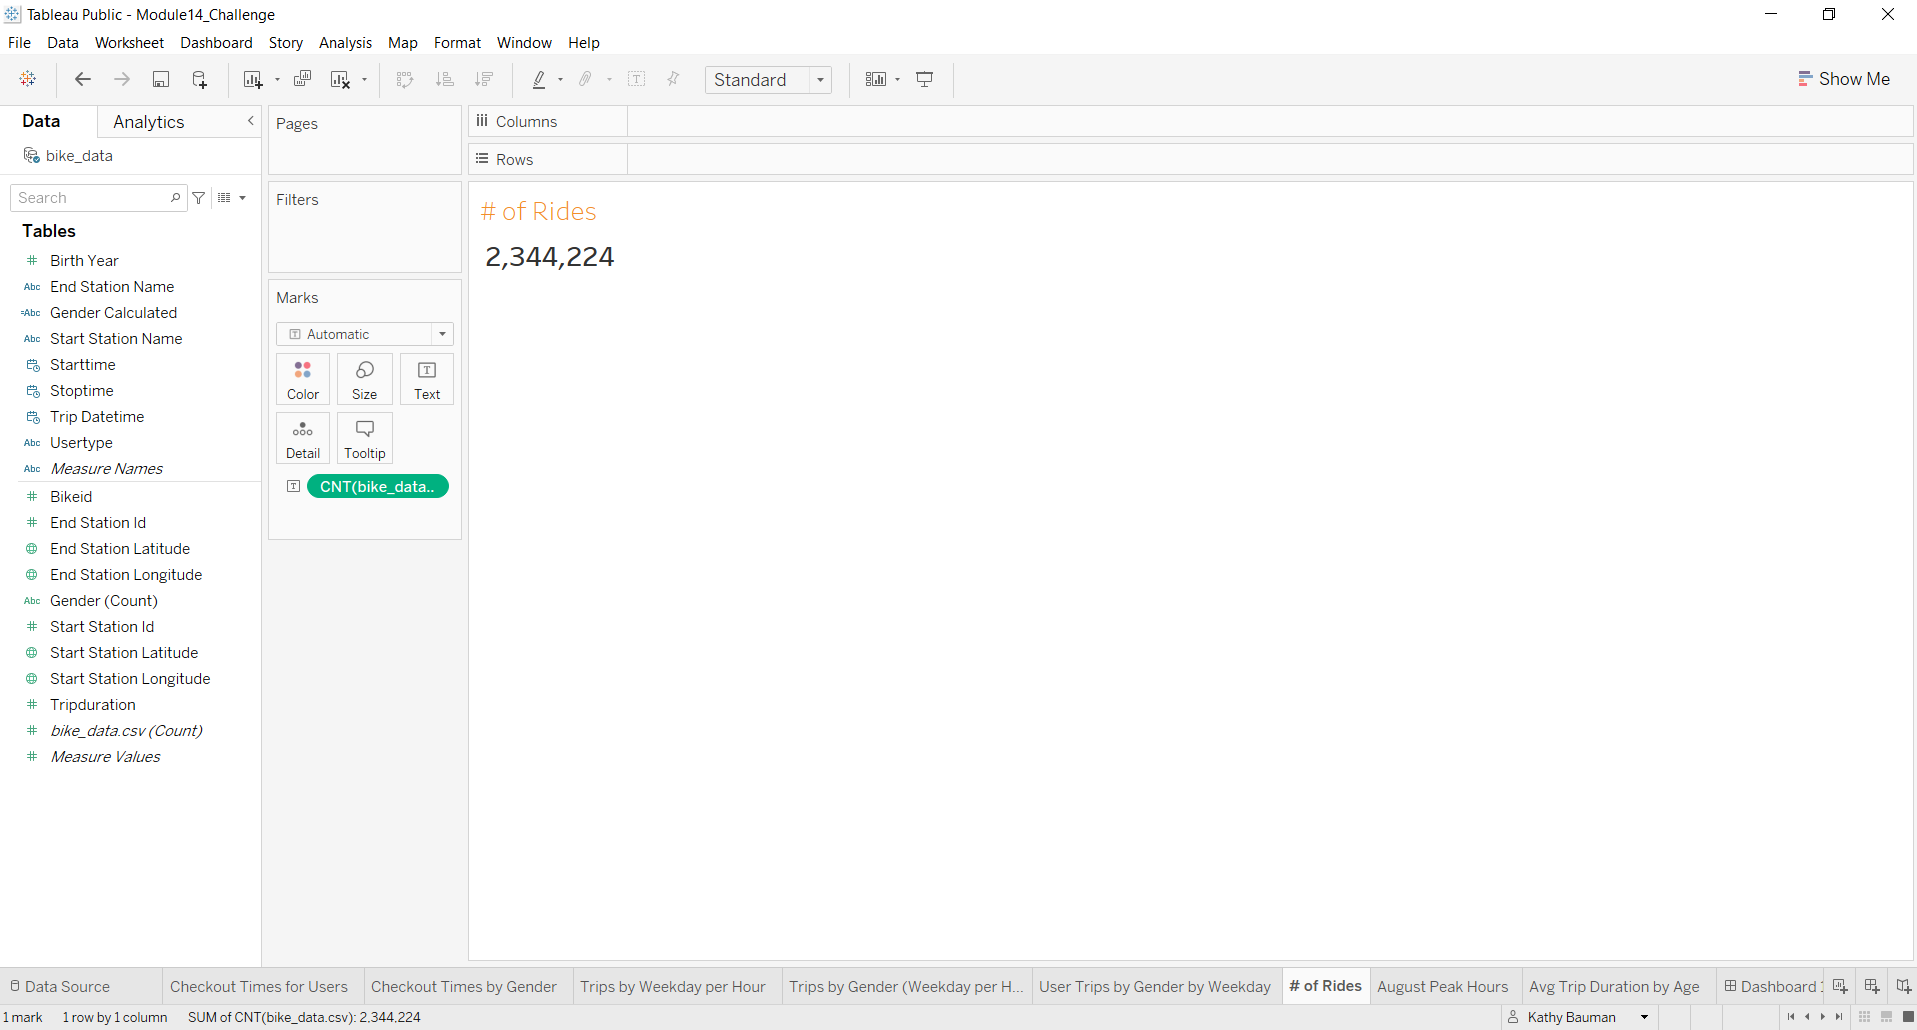 Tableau Public - Module14_Challenge
File Data Worksheet Dashboard Story Analysis Map Format Window Help
Standard
Show Me
Data Analytics
bike_data
Search
Tables
# Birth Year
Abc End Station Name
=Abc Gender Calculated
Abc Start Station Name
Starttime
Stoptime
Trip Datetime
Abc Usertype
Abc Measure Names
# Bikeid
# End Station Id
End Station Latitude
End Station Longitude
Abc Gender (Count)
# Start Station Id
Start Station Latitude
Start Station Longitude
# Tripduration
# bike_data.csv (Count)
# Measure Values
Pages
Filters
Marks
T Automatic
Color Size T Text
Detail Tooltip
T CNT(bike_data..
Columns
Rows
# of Rides
2,344,224
Data Source Checkout Times for Users Checkout Times by Gender Trips by Weekday per Hour Trips by Gender (Weekday per H... User Trips by Gender by Weekday # of Rides August Peak Hours Avg Trip Duration by Age Dashboard
1 mark 1 row by 1 column SUM of CNT(bike_data.csv): 2,344,224 Kathy Bauman